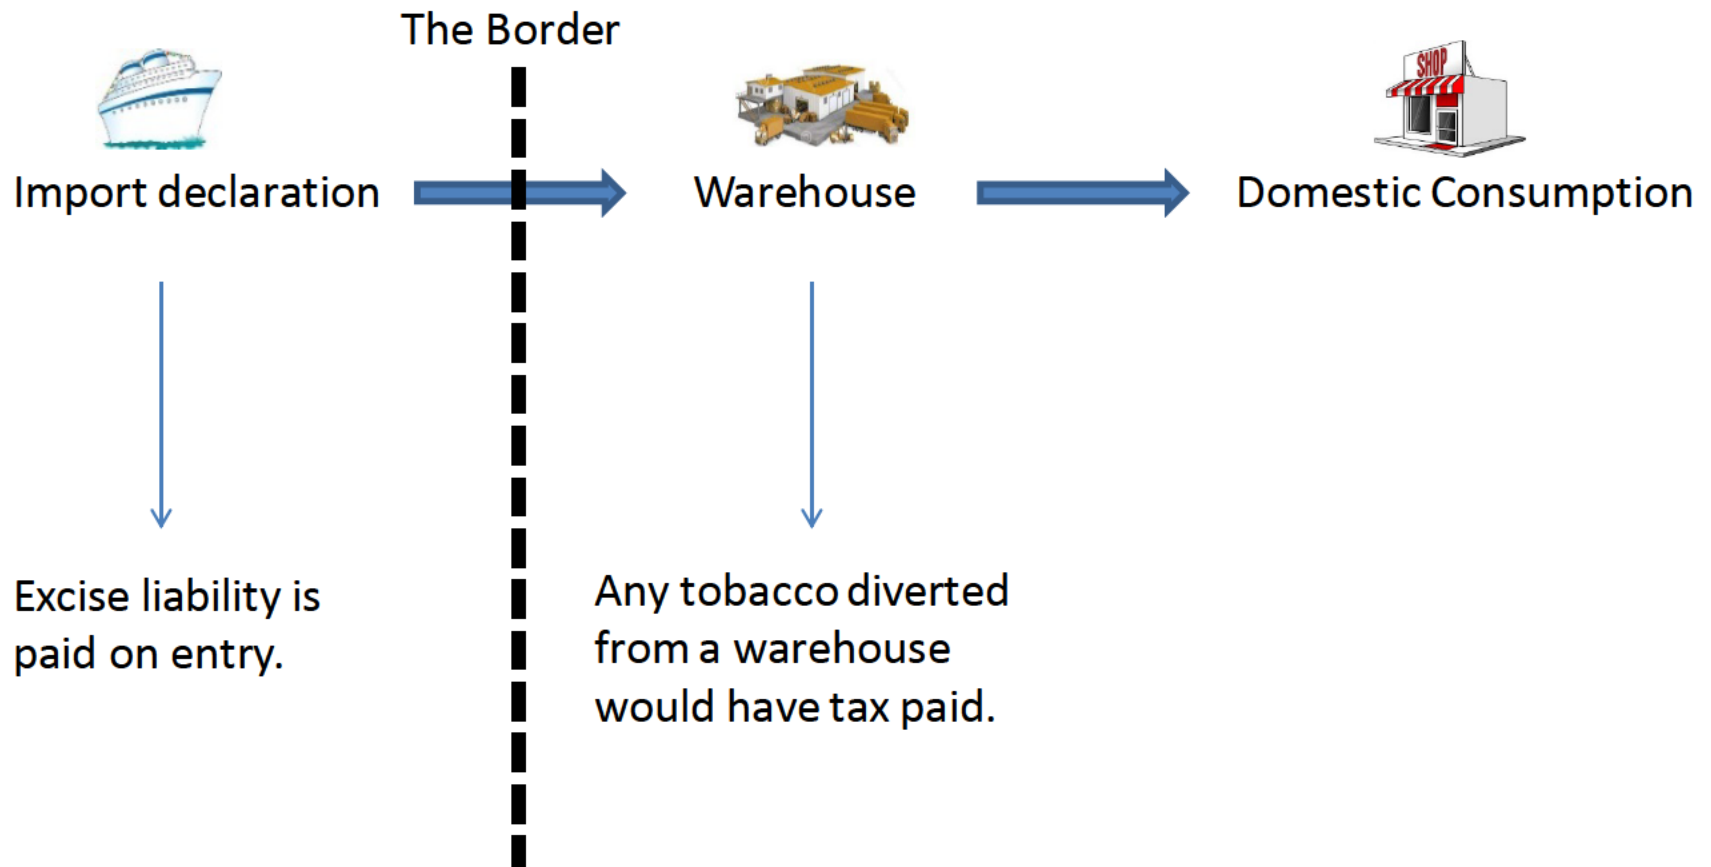 The Border
SHOP
Import declaration
Warehouse
Domestic Consumption
Excise liability is
paid on entry.
Any tobacco diverted
from a warehouse
would have tax paid.